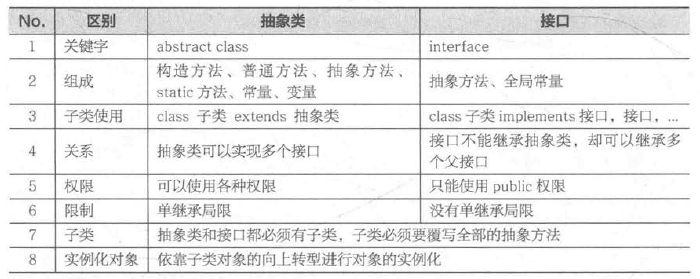 No. 区别 抽象类 接口
1 关键字 abstract class interface
2 组成 构造方法、普通方法、抽象方法、 抽象方法、全局常量
static 方法、常量、变量
3 子类使用 class 子类 extends 抽象类 class 子类 implements 接口，接口，...
4 关系 抽象类可以实现多个接口 接口不能继承抽象类，却可以继承多
个父接口
5 权限 可以使用各种权限 只能使用 public 权限
6 限制 单继承局限 没有单继承局限
7 子类 抽象类和接口都必须有子类，子类必须要覆写全部的抽象方法
8 实例化对象 依靠子类对象的向上转型进行对象的实例化